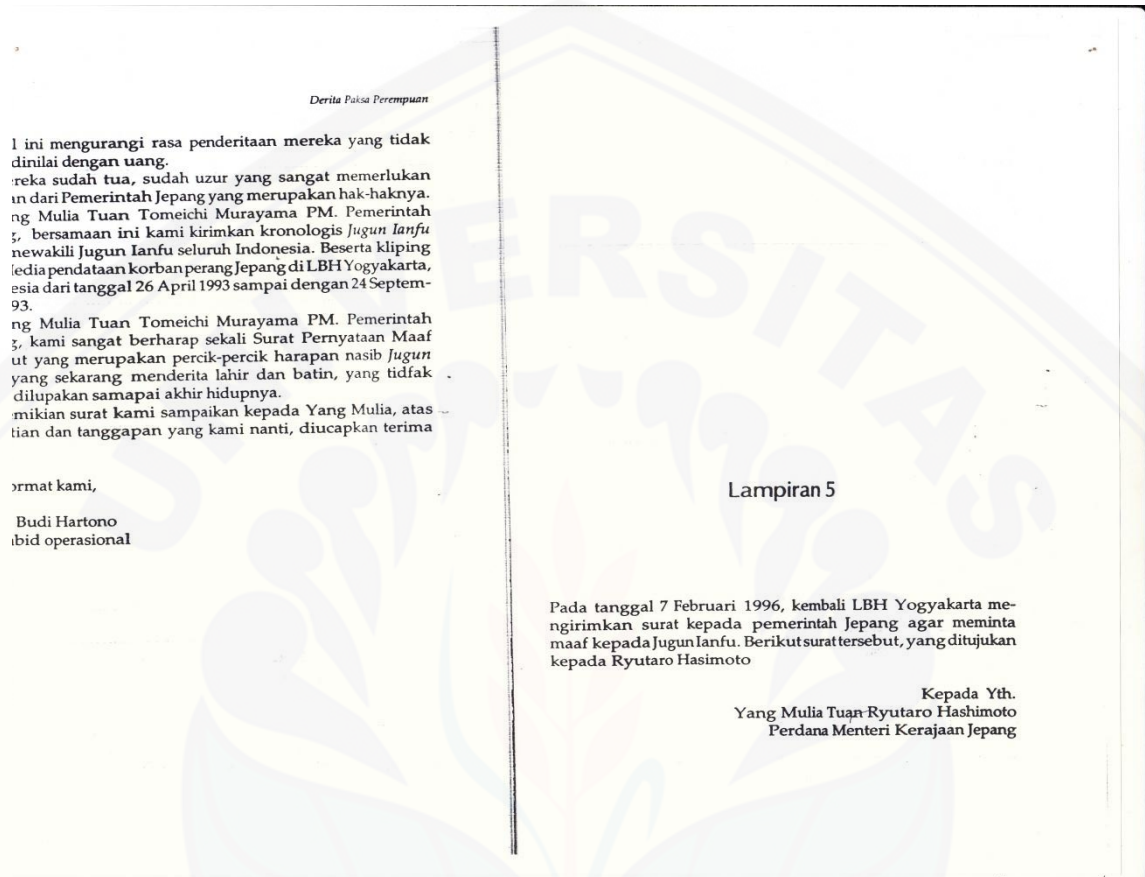 Derita Paksa Perempuan
l ini mengurangi rasa penderitaan mereka yang tidak
dinilai dengan uang.
reka sudah tua, sudah uzur yang sangat memerlukan
an dari Pemerintah Jepang yang merupakan hak-haknya.
ng Mulia Tuan Tomeichi Murayama PM. Pemerintah
g, bersamaan ini kami kirimkan kronologis Jugun Ianfu
newakili Jugun Ianfu seluruh Indonesia. Beserta kliping
edia pendataan korban perang Jepang di LBH Yogyakarta,
esia dari tanggal 26 April 1993 sampai dengan 24 Septem-
93.
ng Mulia Tuan Tomeichi Murayama PM. Pemerintah
g, kami sangat berharap sekali Surat Pernyataan Maaf
ut yang merupakan percik-percik harapan nasib Jugun
yang sekarang menderita lahir dan batin, yang tidfak
dilupakan samapai akhir hidupnya.
emikian surat kami sampaikan kepada Yang Mulia, atas
tian dan tanggapan yang kami nanti, diucapkan terima
ormat kami,
Budi Hartono
abid operasional
Lampiran 5
Pada tanggal 7 Februari 1996, kembali LBH Yogyakarta me-
ngirimkan surat kepada pemerintah Jepang agar meminta
maaf kepada Jugun Ianfu. Berikut surat tersebut, yang ditujukan
kepada Ryutaro Hasimoto
Kepada Yth.
Yang Mulia Tuan Ryutaro Hashimoto
Perdana Menteri Kerajaan Jepang
UNIVERSITAS